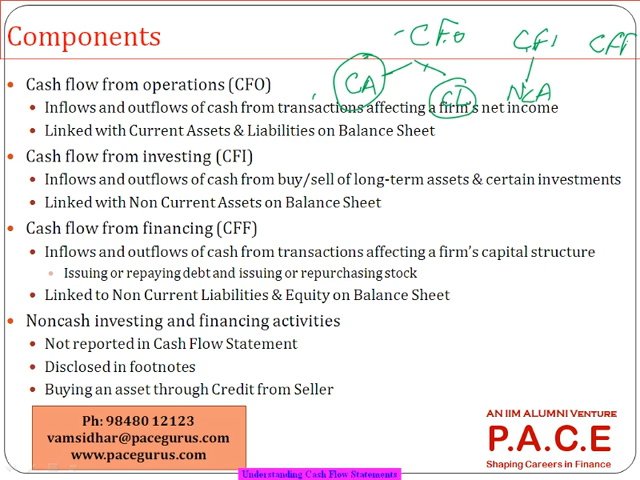 Components
CFO
CFI
CFF
CA
CL
NCA
Cash flow from operations (CFO)
Inflows and outflows of cash from transactions affecting a firm's net income
Linked with Current Assets & Liabilities on Balance Sheet
Cash flow from investing (CFI)
Inflows and outflows of cash from buy/sell of long-term assets & certain investments
Linked with Non Current Assets on Balance Sheet
Cash flow from financing (CFF)
Inflows and outflows of cash from transactions affecting a firm's capital structure
Issuing or repaying debt and issuing or repurchasing stock
Linked to Non Current Liabilities & Equity on Balance Sheet
Noncash investing and financing activities
Not reported in Cash Flow Statement
Disclosed in footnotes
Buying an asset through Credit from Seller
Ph: 98480 12123
vamsidhar@pacegurus.com
www.pacegurus.com
AN IIM ALUMNI VENTURE
P.A.C.E
Shaping Careers in Finance
Understanding Cash Flow Statements